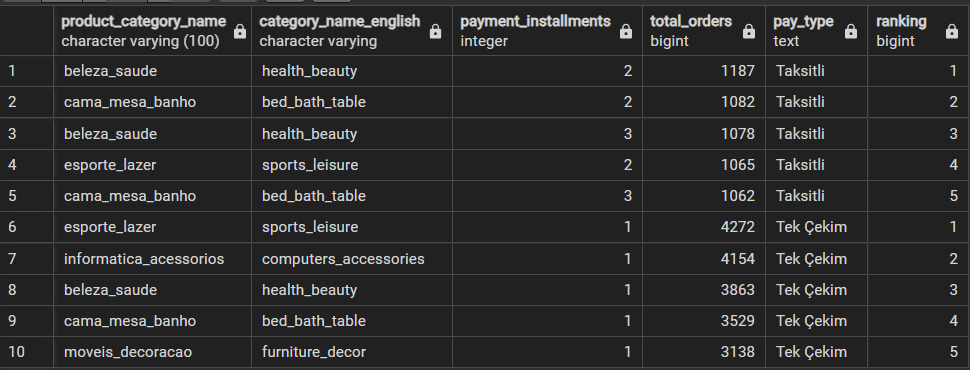 product_category_name category_name_english payment_installments total_orders pay_type ranking
character varying (100) character varying integer bigint text bigint
1 beleza_saude health_beauty 2 1187 Taksitli 1
2 cama_mesa_banho bed_bath_table 2 1082 Taksitli 2
3 beleza_saude health_beauty 3 1078 Taksitli 3
4 esporte_lazer sports_leisure 2 1065 Taksitli 4
5 cama_mesa_banho bed_bath_table 3 1062 Taksitli 5
6 esporte_lazer sports_leisure 1 4272 Tek Çekim 1
7 informatica_acessorios computers_accessories 1 4154 Tek Çekim 2
8 beleza_saude health_beauty 1 3863 Tek Çekim 3
9 cama_mesa_banho bed_bath_table 1 3529 Tek Çekim 4
10 moveis_decoracao furniture_decor 1 3138 Tek Çekim 5